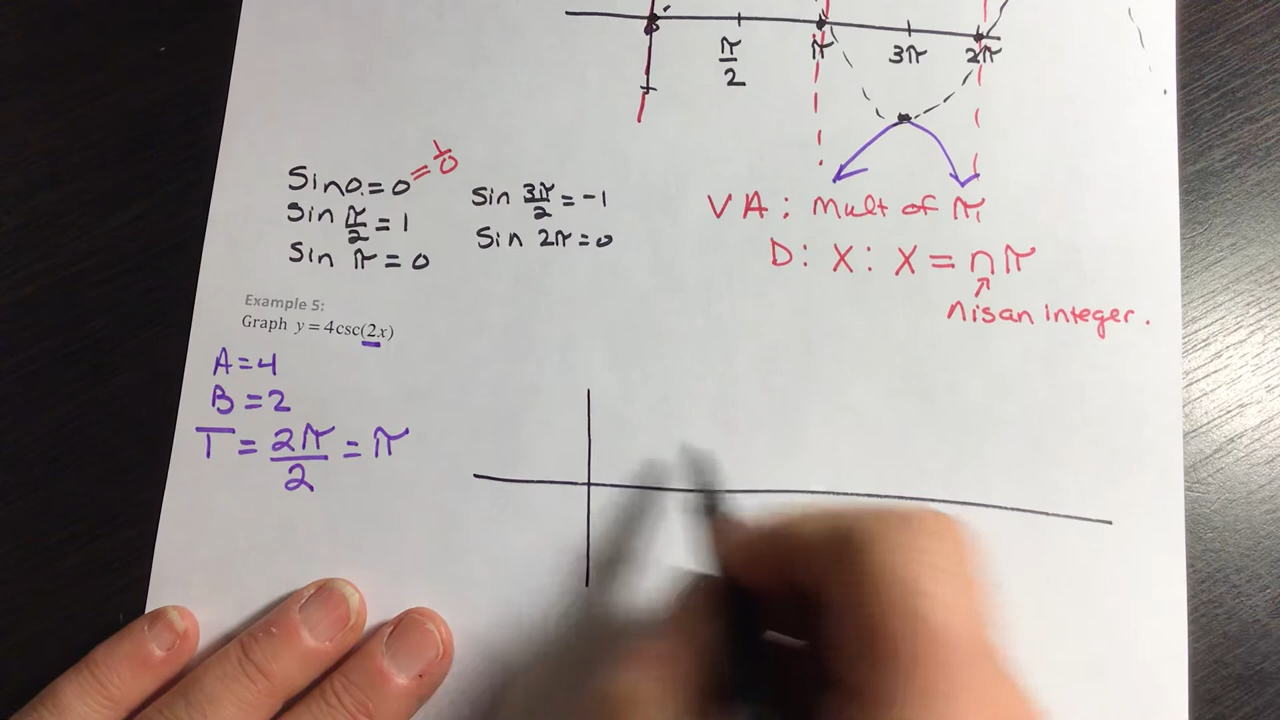 π/2 π 3π 2π
Sin 0 = 0 = 1/0
Sin π/2 = 1
Sin π = 0
Sin 3π/2 = -1
Sin 2π = 0
VA: Mult of π
D: X: X = nπ
n is an integer.
Example 5:
Graph y = 4csc(2x)
A = 4
B = 2
T = 2π/2 = π